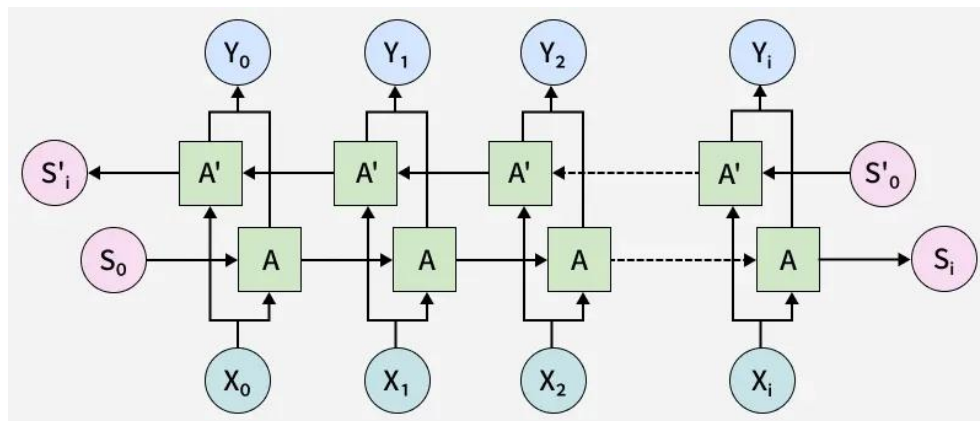 Y₀ Y₁ Y₂ Yᵢ
S'ᵢ A' A' A' A' S'₀
S₀ A A A A Sᵢ
X₀ X₁ X₂ Xᵢ